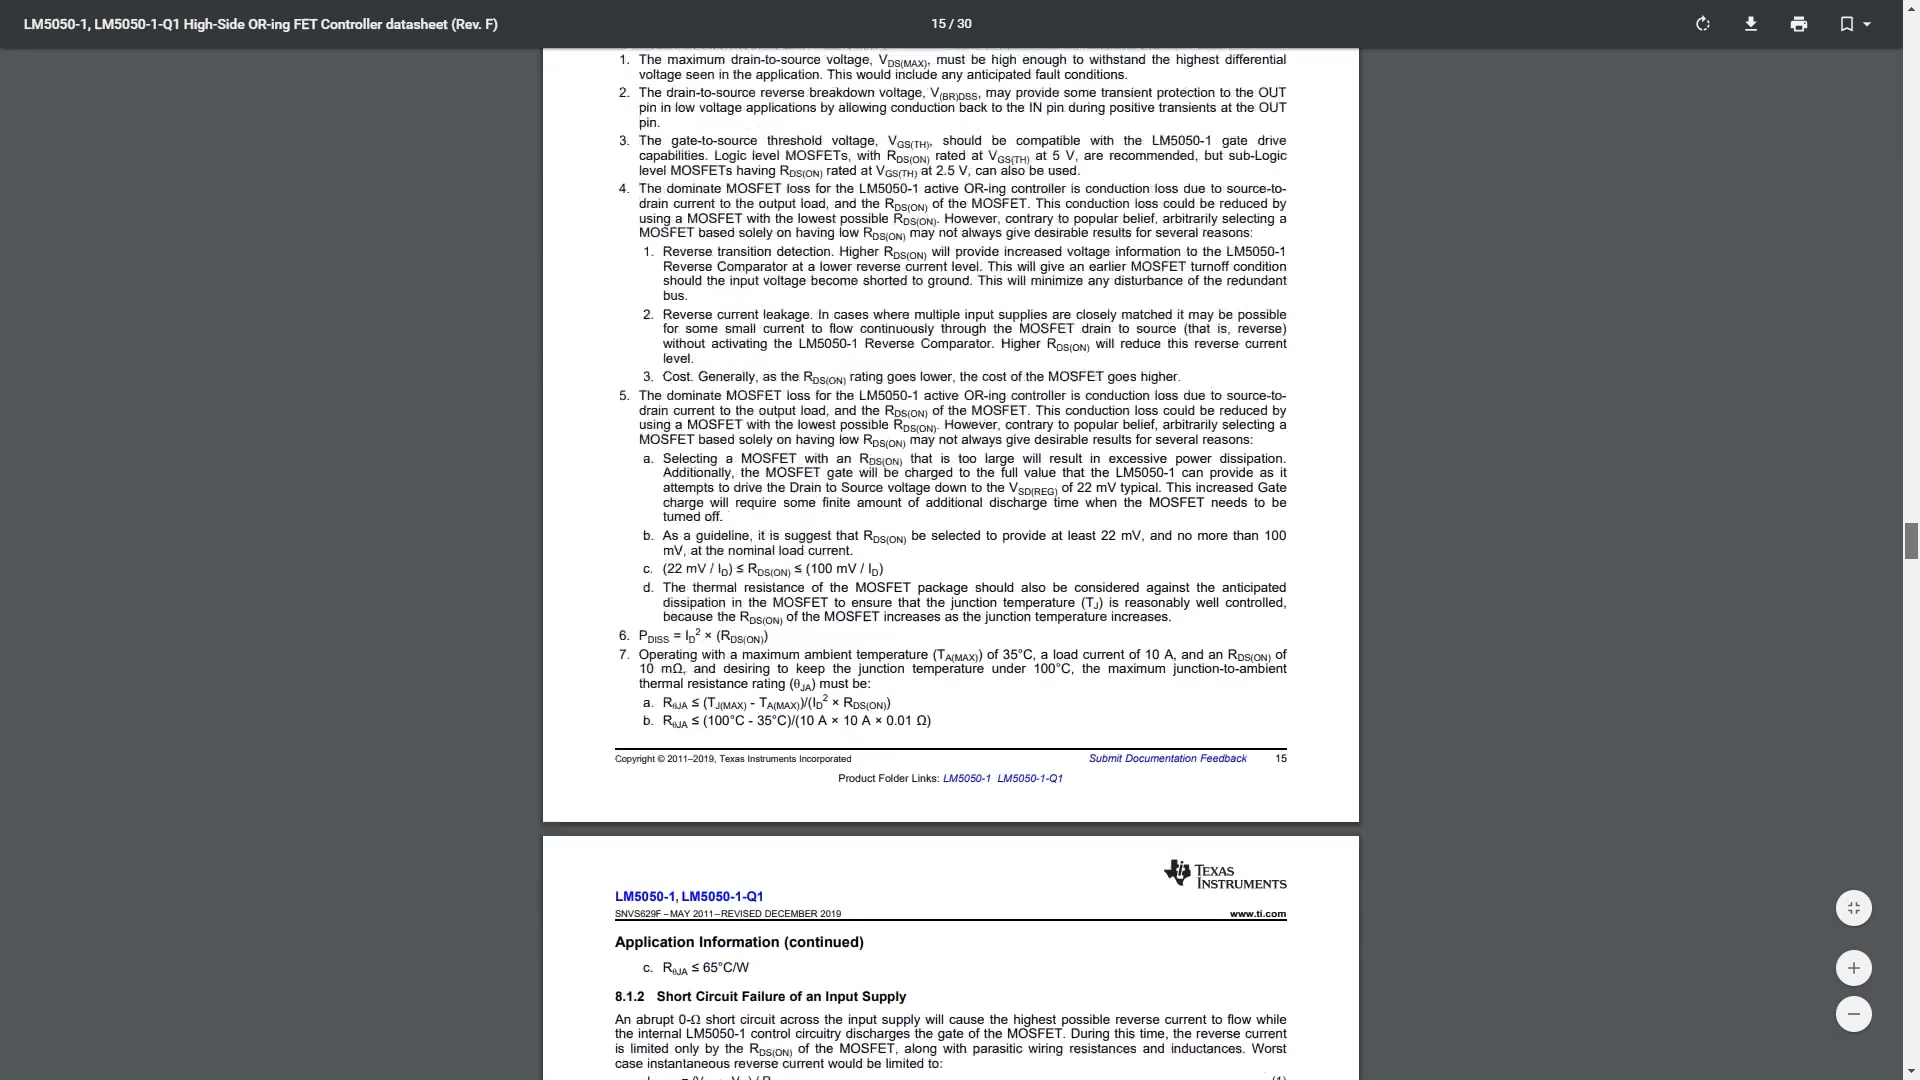 LM5050-1, LM5050-1-Q1 High-Side OR-ing FET Controller datasheet (Rev. F)
15 / 30
1. The maximum drain-to-source voltage, VDS(MAX), must be high enough to withstand the highest differential
voltage seen in the application. This would include any anticipated fault conditions.
2. The drain-to-source reverse breakdown voltage, V(BR)DSS, may provide some transient protection to the OUT
pin in low voltage applications by allowing conduction back to the IN pin during positive transients at the OUT
pin.
3. The gate-to-source threshold voltage, VGS(TH), should be compatible with the LM5050-1 gate drive
capabilities. Logic level MOSFETs, with RDS(ON) rated at VGS(TH) at 5 V, are recommended, but sub-Logic
level MOSFETs having RDS(ON) rated at VGS(TH) at 2.5 V, can also be used.
4. The dominate MOSFET loss for the LM5050-1 active OR-ing controller is conduction loss due to source-to-
drain current to the output load, and the RDS(ON) of the MOSFET. This conduction loss could be reduced by
using a MOSFET with the lowest possible RDS(ON). However, contrary to popular belief, arbitrarily selecting a
MOSFET based solely on having low RDS(ON) may not always give desirable results for several reasons:
1. Reverse transition detection. Higher RDS(ON) will provide increased voltage information to the LM5050-1
Reverse Comparator at a lower reverse current level. This will give an earlier MOSFET turnoff condition
should the input voltage become shorted to ground. This will minimize any disturbance of the redundant
bus.
2. Reverse current leakage. In cases where multiple input supplies are closely matched it may be possible
for some small current to flow continuously through the MOSFET drain to source (that is, reverse)
without activating the LM5050-1 Reverse Comparator. Higher RDS(ON) will reduce this reverse current
level.
3. Cost. Generally, as the RDS(ON) rating goes lower, the cost of the MOSFET goes higher.
5. The dominate MOSFET loss for the LM5050-1 active OR-ing controller is conduction loss due to source-to-
drain current to the output load, and the RDS(ON) of the MOSFET. This conduction loss could be reduced by
using a MOSFET with the lowest possible RDS(ON). However, contrary to popular belief, arbitrarily selecting a
MOSFET based solely on having low RDS(ON) may not always give desirable results for several reasons:
a. Selecting a MOSFET with an RDS(ON) that is too large will result in excessive power dissipation.
Additionally, the MOSFET gate will be charged to the full value that the LM5050-1 can provide as it
attempts to drive the Drain to Source voltage down to the VSD(REG) of 22 mV typical. This increased Gate
charge will require some finite amount of additional discharge time when the MOSFET needs to be
turned off.
b. As a guideline, it is suggest that RDS(ON) be selected to provide at least 22 mV, and no more than 100
mV, at the nominal load current.
c. (22 mV / ID) ≤ RDS(ON) ≤ (100 mV / ID)
d. The thermal resistance of the MOSFET package should also be considered against the anticipated
dissipation in the MOSFET to ensure that the junction temperature (TJ) is reasonably well controlled,
because the RDS(ON) of the MOSFET increases as the junction temperature increases.
6. PDISS = ID² × (RDS(ON))
7. Operating with a maximum ambient temperature (TA(MAX)) of 35°C, a load current of 10 A, and an RDS(ON) of
10 mΩ, and desiring to keep the junction temperature under 100°C, the maximum junction-to-ambient
thermal resistance rating (θJA) must be:
a. RθJA ≤ (TJ(MAX) - TA(MAX))/(ID² × RDS(ON))
b. RθJA ≤ (100°C - 35°C)/(10 A × 10 A × 0.01 Ω)
Copyright © 2011–2019, Texas Instruments Incorporated
Submit Documentation Feedback 15
Product Folder Links: LM5050-1 LM5050-1-Q1
TEXAS
INSTRUMENTS
LM5050-1, LM5050-1-Q1
SNVS629F –MAY 2011–REVISED DECEMBER 2019
www.ti.com
Application Information (continued)
c. RθJA ≤ 65°C/W
8.1.2 Short Circuit Failure of an Input Supply
An abrupt 0-Ω short circuit across the input supply will cause the highest possible reverse current to flow while
the internal LM5050-1 control circuitry discharges the gate of the MOSFET. During this time, the reverse current
is limited only by the RDS(ON) of the MOSFET, along with parasitic wiring resistances and inductances. Worst
case instantaneous reverse current would be limited to: